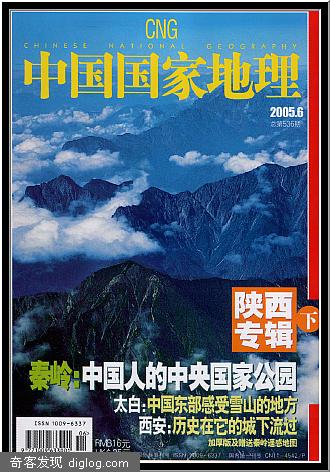 CNG
CHINESE NATIONAL GEOGRAPHY
中国国家地理
2005.6
总第536期
陕西
专辑
下
秦岭:中国人的中央国家公园
太白:中国东部感受雪山的地方
西安:历史在它的城下流过
加厚版及赠送秦岭遥感地图
ISSN 1009-6337
RMB16元
奇客发现 diglog.com